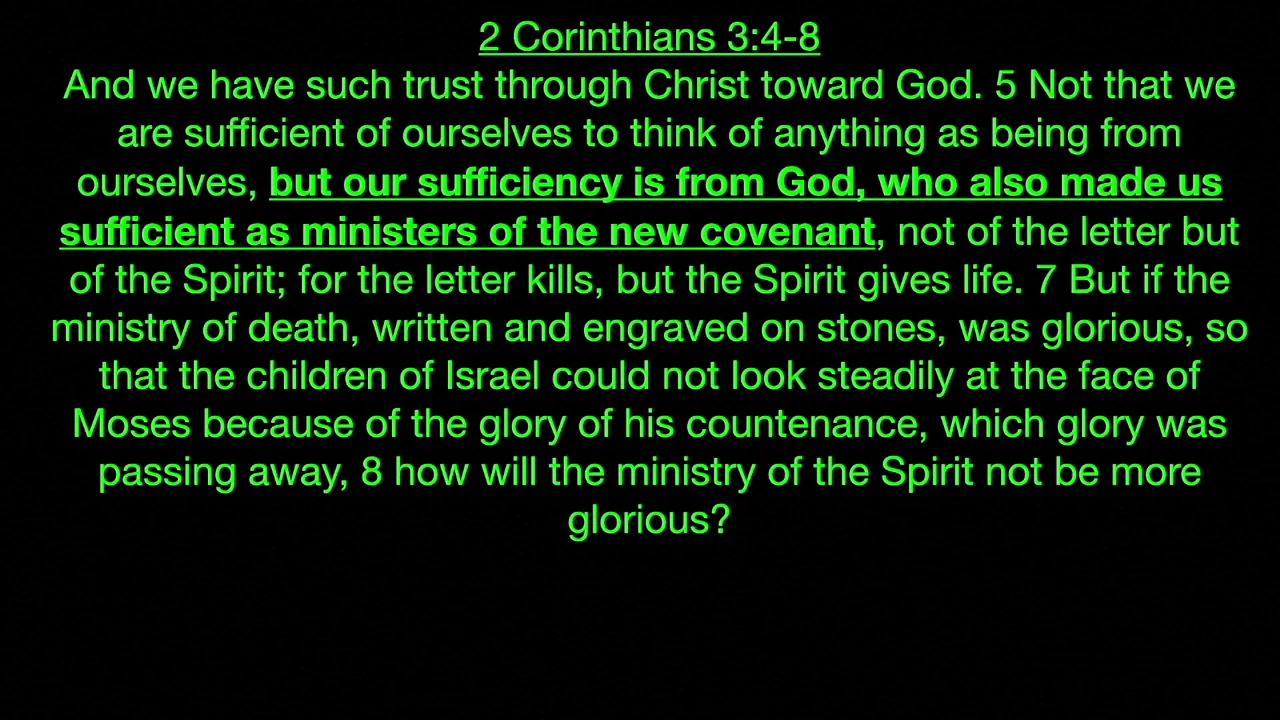 2 Corinthians 3:4-8
And we have such trust through Christ toward God. 5 Not that we
are sufficient of ourselves to think of anything as being from
ourselves, but our sufficiency is from God, who also made us
sufficient as ministers of the new covenant, not of the letter but
of the Spirit; for the letter kills, but the Spirit gives life. 7 But if the
ministry of death, written and engraved on stones, was glorious, so
that the children of Israel could not look steadily at the face of
Moses because of the glory of his countenance, which glory was
passing away, 8 how will the ministry of the Spirit not be more
glorious?